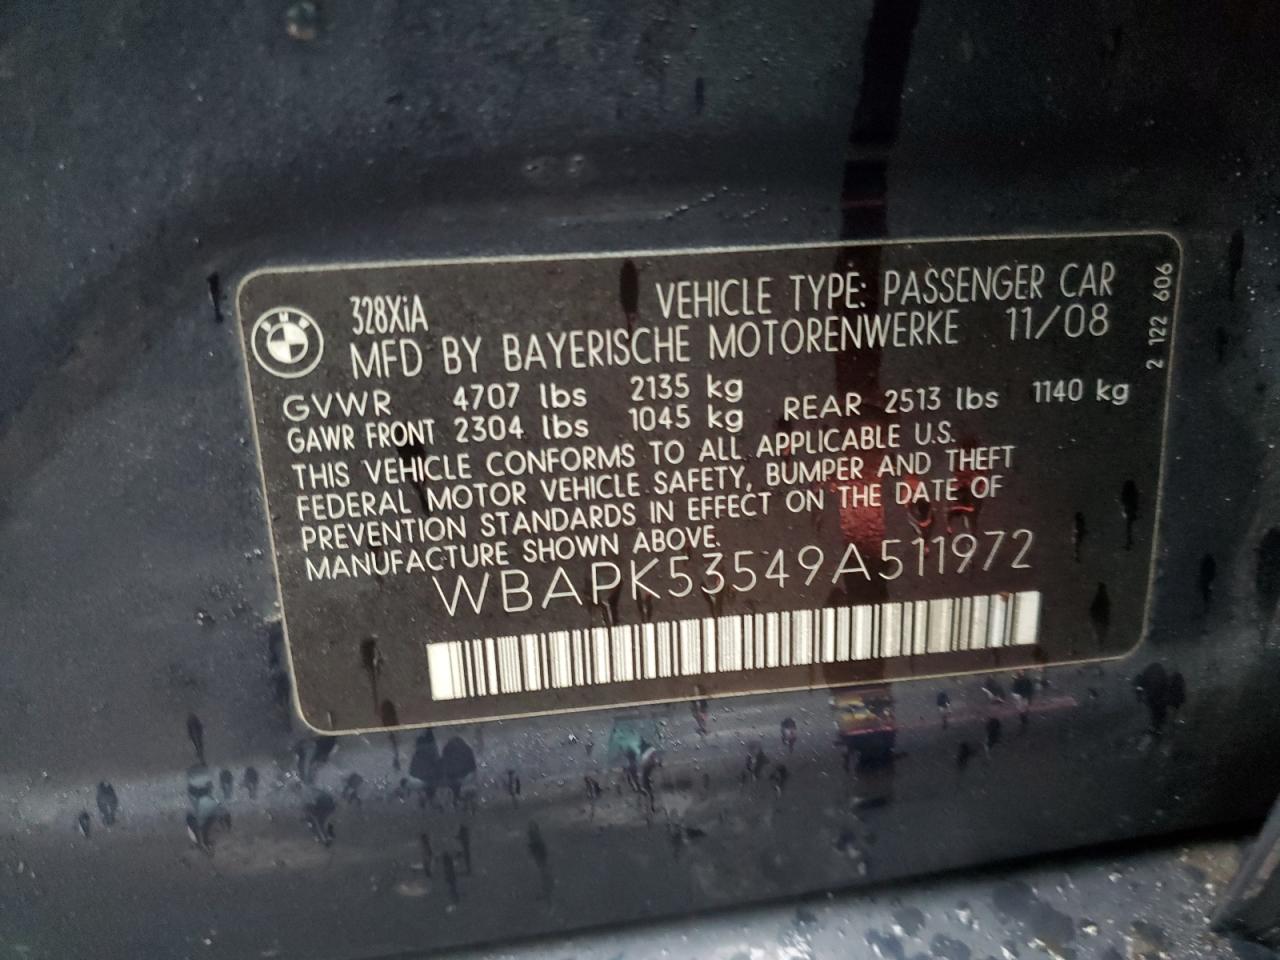 328XiA VEHICLE TYPE: PASSENGER CAR
MFD BY BAYERISCHE MOTORENWERKE 11/08
GVWR 4707 lbs 2135 kg
GAWR FRONT 2304 lbs 1045 kg REAR 2513 lbs 1140 kg
THIS VEHICLE CONFORMS TO ALL APPLICABLE U.S.
FEDERAL MOTOR VEHICLE SAFETY, BUMPER AND THEFT
PREVENTION STANDARDS IN EFFECT ON THE DATE OF
MANUFACTURE SHOWN ABOVE.
WBAPK53549A511972
2 122 606
BMW